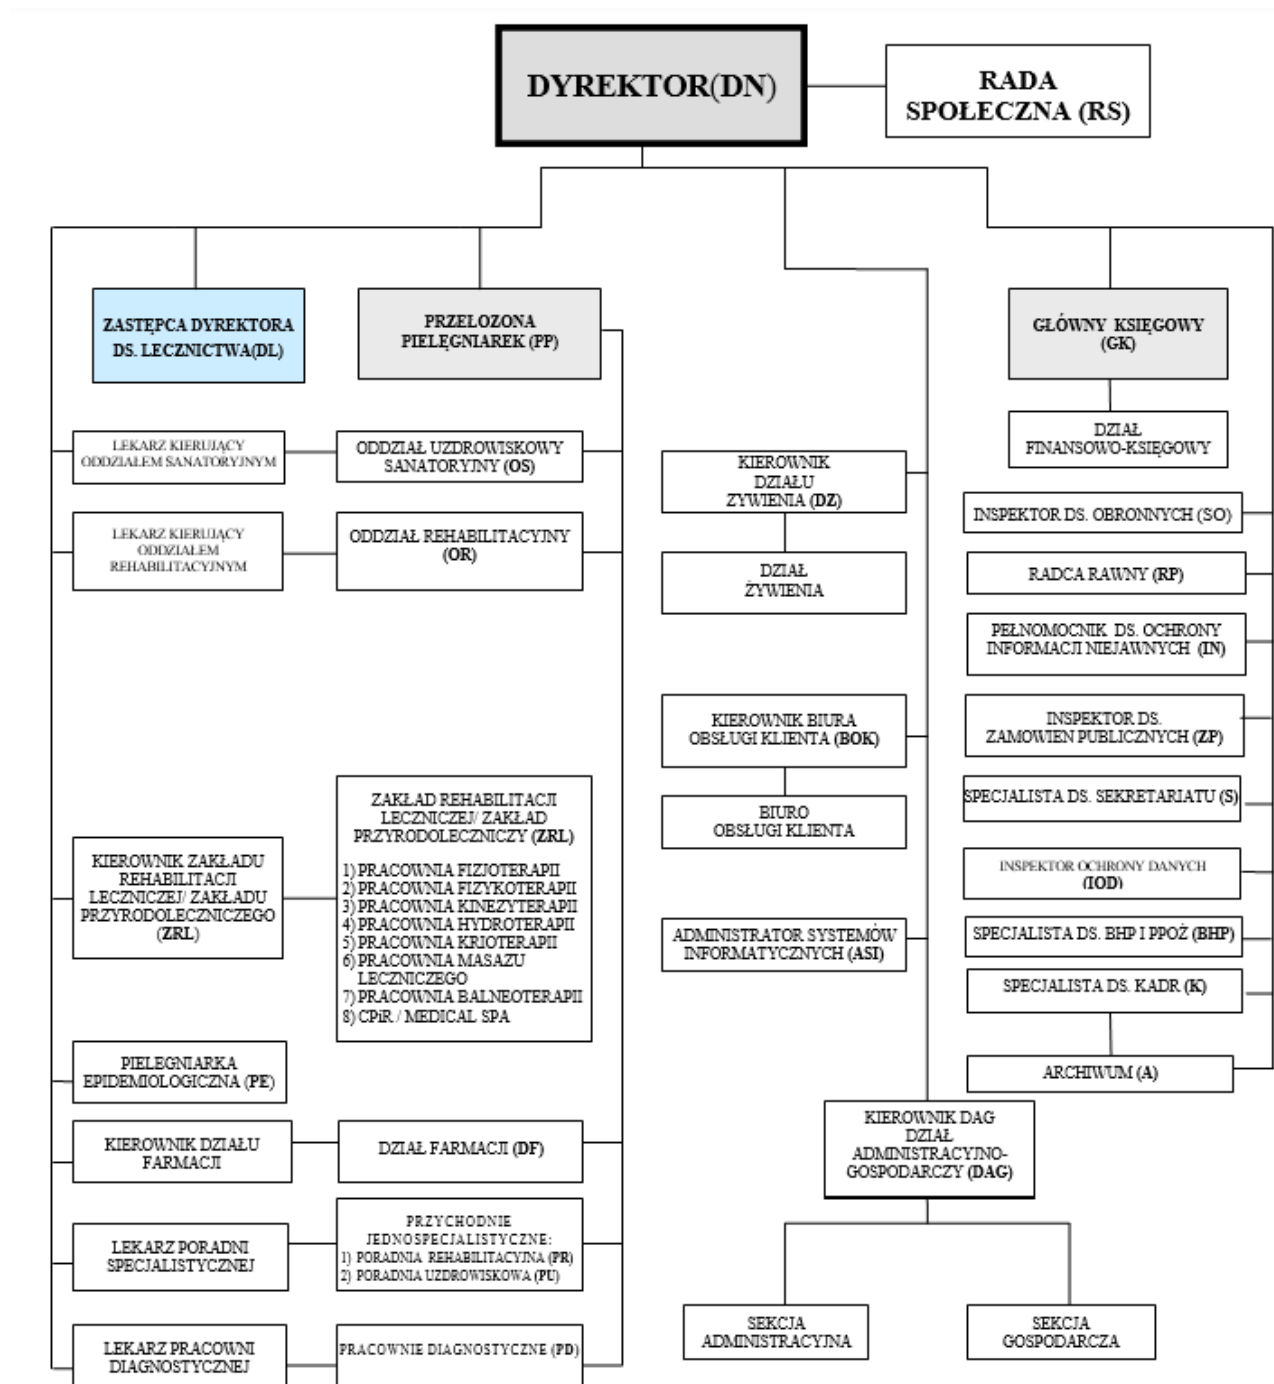 DYREKTOR(DN)
RADA
SPOŁECZNA (RS)
ZASTĘPCA DYREKTORA
DS. LECZNICTWA(DL)
PRZEŁOZONA
PIELĘGNIAREK (PP)
GŁÓWNY KSIĘGOWY
(GK)
DZIAŁ
FINANSOWO-KSIĘGOWY
LEKARZ KIERUJĄCY
ODDZIAŁEM SANATORYJNYM
ODDZIAŁ UZDROWISKOWY
SANATORYJNY (OS)
LEKARZ KIERUJĄCY
ODDZIAŁEM
REHABILITACYJNYM
ODDZIAŁ REHABILITACYJNY
(OR)
KIEROWNIK ZAKŁADU
REHABILITACJI
LECZNICZEJ/ ZAKŁADU
PRZYRODOLECZNICZEGO
(ZRL)
ZAKŁAD REHABILITACJI
LECZNICZEJ/ ZAKŁAD
PRZYRODOLECZNICZY (ZRL)
1) PRACOWNIA FIZJOTERAPII
2) PRACOWNIA FIZYKOTERAPII
3) PRACOWNIA KINEZYTERAPII
4) PRACOWNIA HYDROTERAPII
5) PRACOWNIA KRIOTERAPII
6) PRACOWNIA MASAZU
LECZNICZEGO
7) PRACOWNIA BALNEOTERAPII
8) CPiR / MEDICAL SPA
PIELEGNIARKA
EPIDEMIOLOGICZNA (PE)
KIEROWNIK DZIAŁU
FARMACJI
DZIAŁ FARMACJI (DF)
LEKARZ PORADNI
SPECJALISTYCZNEJ
PRZYCHODNIE
JEDNOSPECJALISTYCZNE:
1) PORADNIA REHABILITACYJNA (PR)
2) PORADNIA UZDROWISKOWA (PU)
LEKARZ PRACOWNI
DIAGNOSTYCZNEJ
PRACOWNIE DIAGNOSTYCZNE (PD)
KIEROWNIK
DZIAŁU
ZYWIENIA (DZ)
DZIAŁ
ŻYWIENIA
KIEROWNIK BIURA
OBSŁUGI KLIENTA (BOK)
BIURO
OBSŁUGI KLIENTA
ADMINISTRATOR SYSTEMÓW
INFORMATYCZNYCH (ASI)
INSPEKTOR DS. OBRONNYCH (SO)
RADCA RAWNY (RP)
PEŁNOMOCNIK DS. OCHRONY
INFORMACJI NIEJAWNYCH (IN)
INSPEKTOR DS.
ZAMOWIEN PUBLICZNYCH (ZP)
SPECJALISTA DS. SEKRETARIATU (S)
INSPEKTOR OCHRONY DANYCH
(IOD)
SPECJALISTA DS. BHP I PPOŻ (BHP)
SPECJALISTA DS. KADR (K)
ARCHIWUM (A)
KIEROWNIK DAG
DZIAŁ
ADMINISTRACYJNO-
GOSPODARCZY (DAG)
SEKCJA
ADMINISTRACYJNA
SEKCJA
GOSPODARCZA